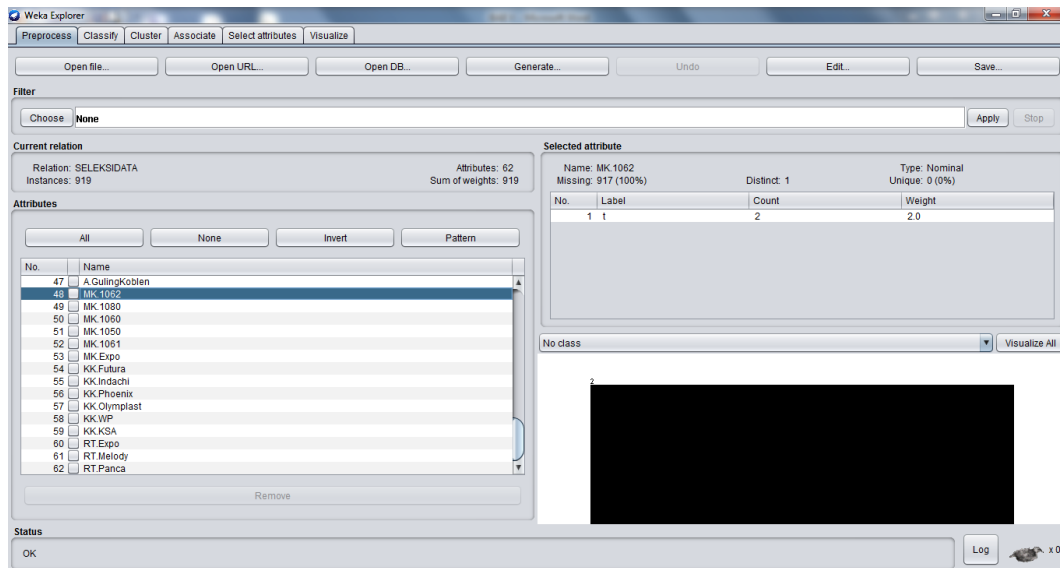 Weka Explorer
Preprocess Classify Cluster Associate Select attributes Visualize
Open file... Open URL... Open DB... Generate... Undo Edit... Save...
Filter
Choose None Apply Stop
Current relation
Relation: SELEKSIDATA Attributes: 62
Instances: 919 Sum of weights: 919
Selected attribute
Name: MK.1062 Type: Nominal
Missing: 917 (100%) Distinct: 1 Unique: 0 (0%)
No. Label Count Weight
1 t 2 2.0
Attributes
All None Invert Pattern
No. Name
47 A.GulingKoblen
48 MK.1062
49 MK.1080
50 MK.1060
51 MK.1050
52 MK.1061
53 MK.Expo
54 KK.Futura
55 KK.Indachi
56 KK.Phoenix
57 KK.Olymplast
58 KK.WP
59 KK.KSA
60 RT.Expo
61 RT.Melody
62 RT.Panca
Remove
No class Visualize All
2
Status
OK Log x 0